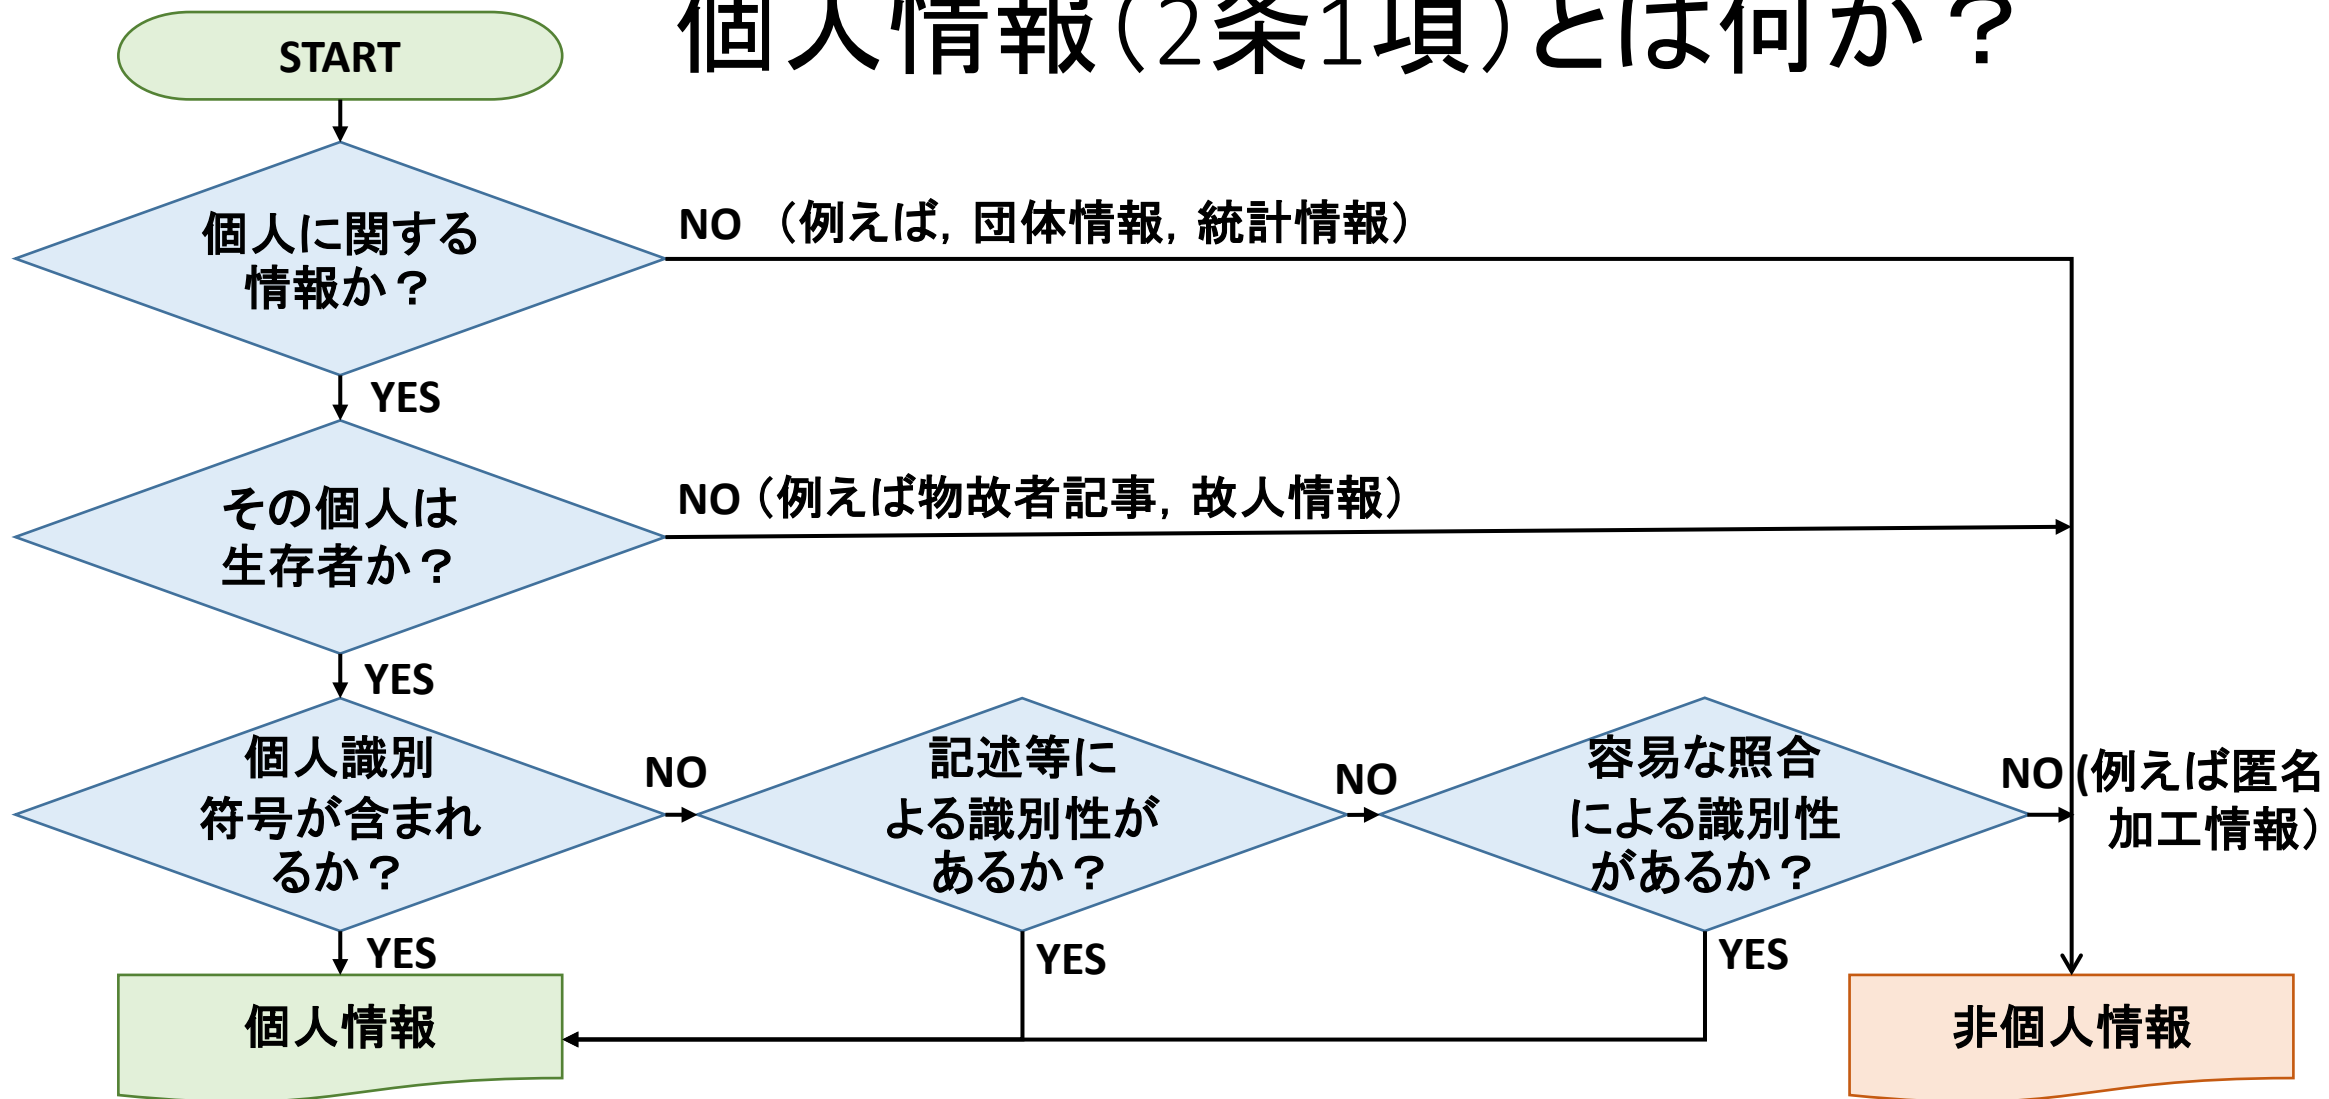 個人情報（2条1項）とは何か？
START
個人に関する
情報か？
NO （例えば，団体情報，統計情報）
YES
その個人は
生存者か？
NO（例えば物故者記事，故人情報）
YES
個人識別
符号が含まれ
るか？
NO
記述等に
よる識別性が
あるか？
NO
容易な照合
による識別性
があるか？
NO (例えば匿名
加工情報）
YES
YES
YES
個人情報
非個人情報